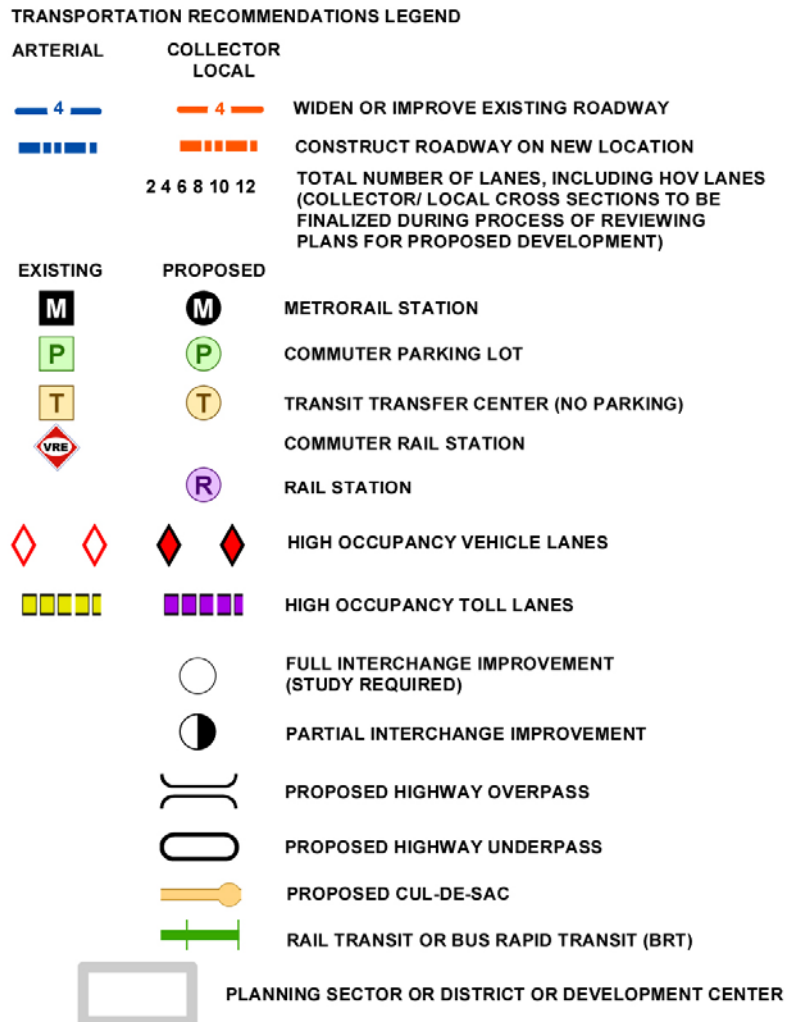 TRANSPORTATION RECOMMENDATIONS LEGEND
ARTERIAL COLLECTOR
LOCAL
4 4 WIDEN OR IMPROVE EXISTING ROADWAY
CONSTRUCT ROADWAY ON NEW LOCATION
2 4 6 8 10 12 TOTAL NUMBER OF LANES, INCLUDING HOV LANES
(COLLECTOR/ LOCAL CROSS SECTIONS TO BE
FINALIZED DURING PROCESS OF REVIEWING
PLANS FOR PROPOSED DEVELOPMENT)
EXISTING PROPOSED
M M METRORAIL STATION
P P COMMUTER PARKING LOT
T T TRANSIT TRANSFER CENTER (NO PARKING)
VRE COMMUTER RAIL STATION
R RAIL STATION
HIGH OCCUPANCY VEHICLE LANES
HIGH OCCUPANCY TOLL LANES
FULL INTERCHANGE IMPROVEMENT
(STUDY REQUIRED)
PARTIAL INTERCHANGE IMPROVEMENT
PROPOSED HIGHWAY OVERPASS
PROPOSED HIGHWAY UNDERPASS
PROPOSED CUL-DE-SAC
RAIL TRANSIT OR BUS RAPID TRANSIT (BRT)
PLANNING SECTOR OR DISTRICT OR DEVELOPMENT CENTER